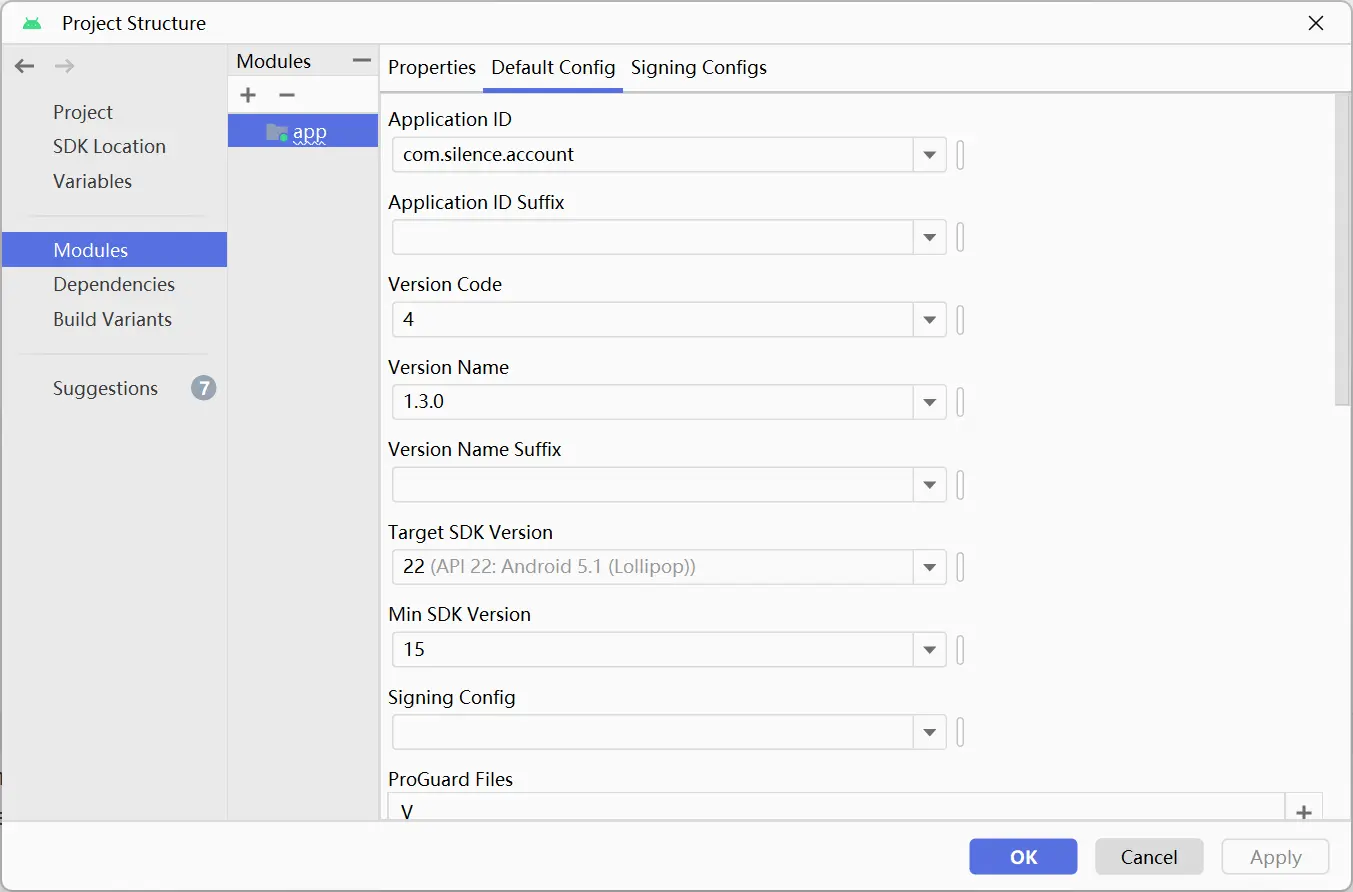 Project Structure
Project
SDK Location
Variables
Modules
Dependencies
Build Variants
Suggestions 7
Modules
app
Properties Default Config Signing Configs
Application ID
com.silence.account
Application ID Suffix
Version Code
4
Version Name
1.3.0
Version Name Suffix
Target SDK Version
22 (API 22: Android 5.1 (Lollipop))
Min SDK Version
15
Signing Config
ProGuard Files
V
OK Cancel Apply